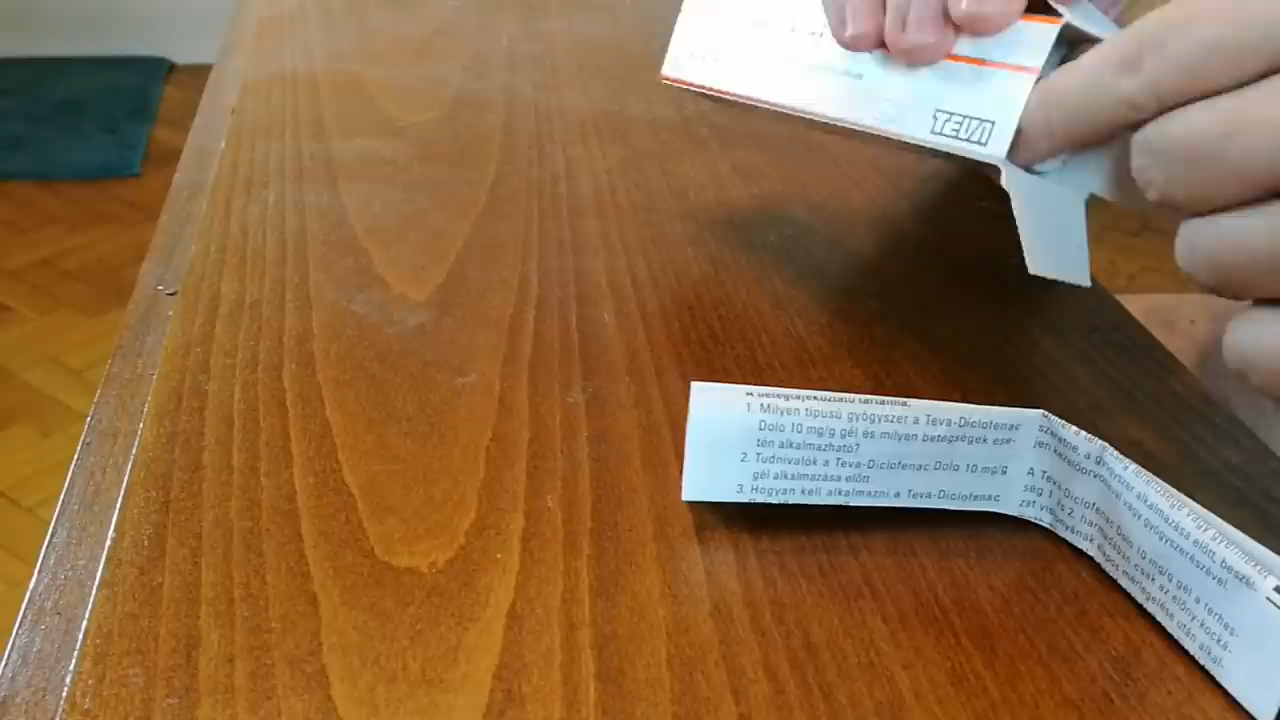 TEVA
A betegtájékoztató tartalma:
1. Milyen típusú gyógyszer a Teva-Diclofenac
Dolo 10 mg/g gél és milyen betegségek ese-
tén alkalmazható?
2. Tudnivalók a Teva-Diclofenac Dolo 10 mg/g
gél alkalmazása előtt
3. Hogyan kell alkalmazni a Teva-Diclofenac
szeretne, a gyógyszer alkalmazása előtt, beszél-
jen kezelőorvosával vagy gyógyszerészével.
A Teva-Diclofenac Dolo 10 mg/g gél a terhes-
ség 1. és 2. harmadában csak az előny-kocká-
zat viszonyának alapos mérlegelése után alkal-